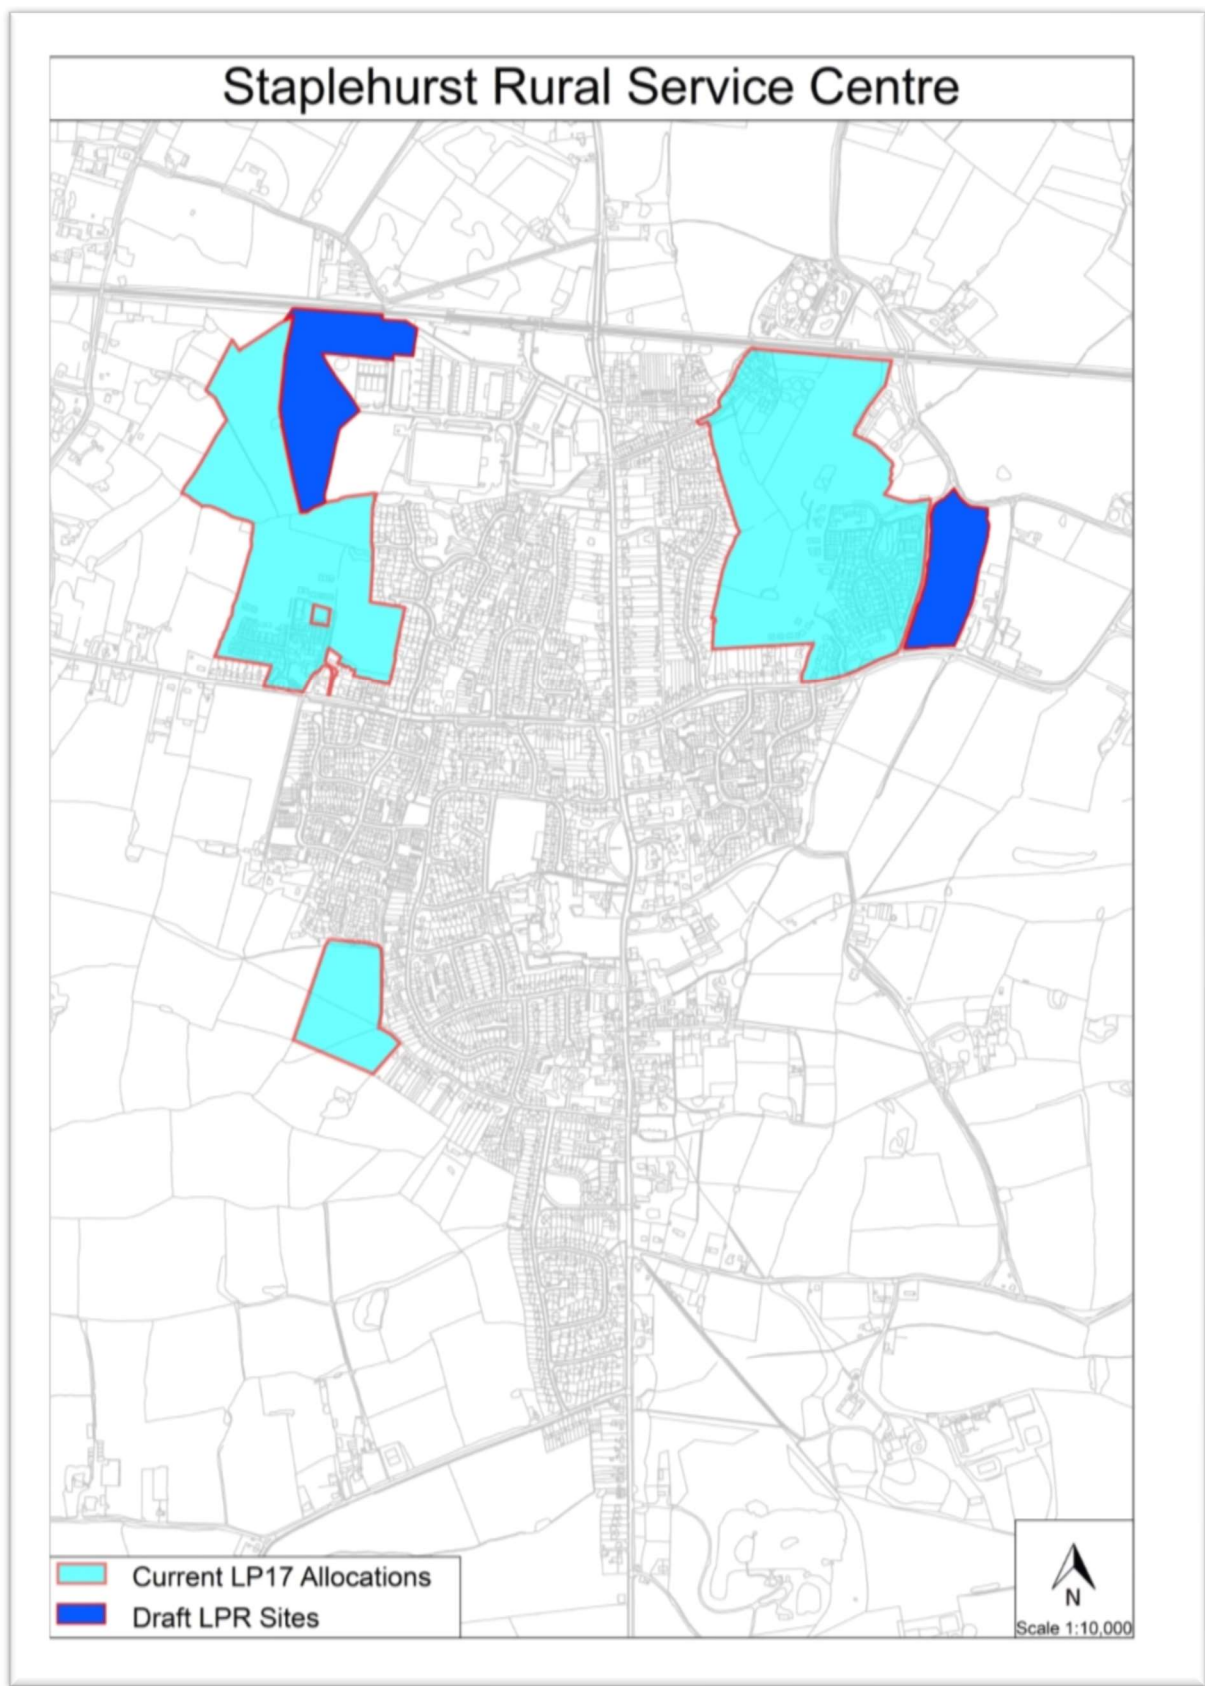 Staplehurst Rural Service Centre
Current LP17 Allocations
Draft LPR Sites
N
Scale 1:10,000